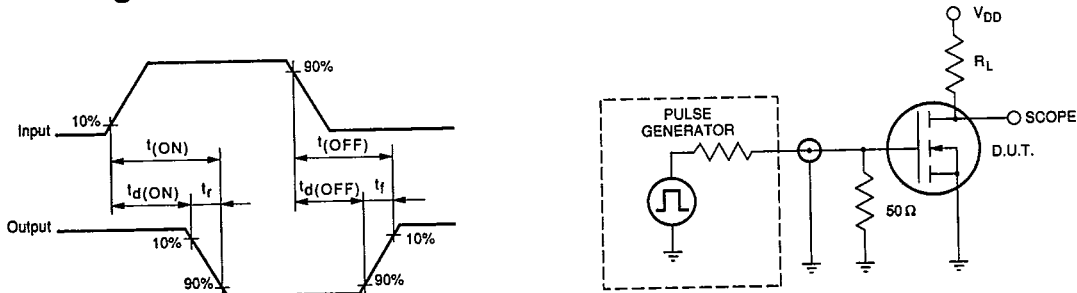 90%
10%
Input
t(ON)
t(OFF)
td(ON)
tr
td(OFF)
tf
Output
10%
90%
90%
10%
VDD
RL
SCOPE
PULSE
GENERATOR
D.U.T.
50Ω